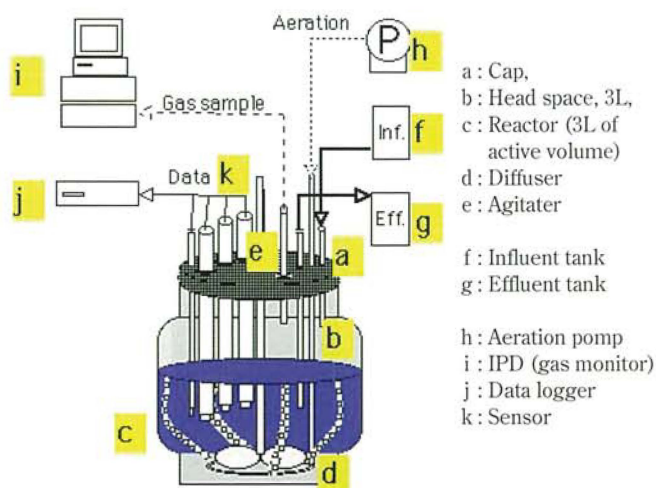 Aeration
P
h
i
Gas sample
Inf.
f
Data
k
j
Eff.
g
e
a
b
c
d
a : Cap,
b : Head space, 3L,
c : Reactor (3L of
active volume)
d : Diffuser
e : Agitater
f : Influent tank
g : Effluent tank
h : Aeration pomp
i : IPD (gas monitor)
j : Data logger
k : Sensor